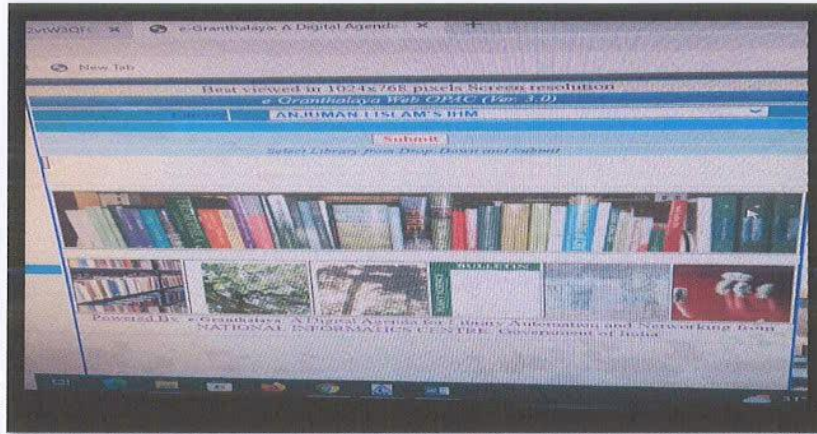 e-Granthalaya: A Digital Agenda
New Tab
Best viewed in 1024x768 pixels Screen resolution
e-Granthalaya Web OPAC (Ver. 3.0)
Library
ANJUMAN I ISLAM'S IHM
Submit
Select Library from Drop-Down and Submit
BULLETIN
Powered By e-Granthalaya: A Digital Agenda for Library Automation and Networking from
NATIONAL INFORMATICS CENTRE, Government of India